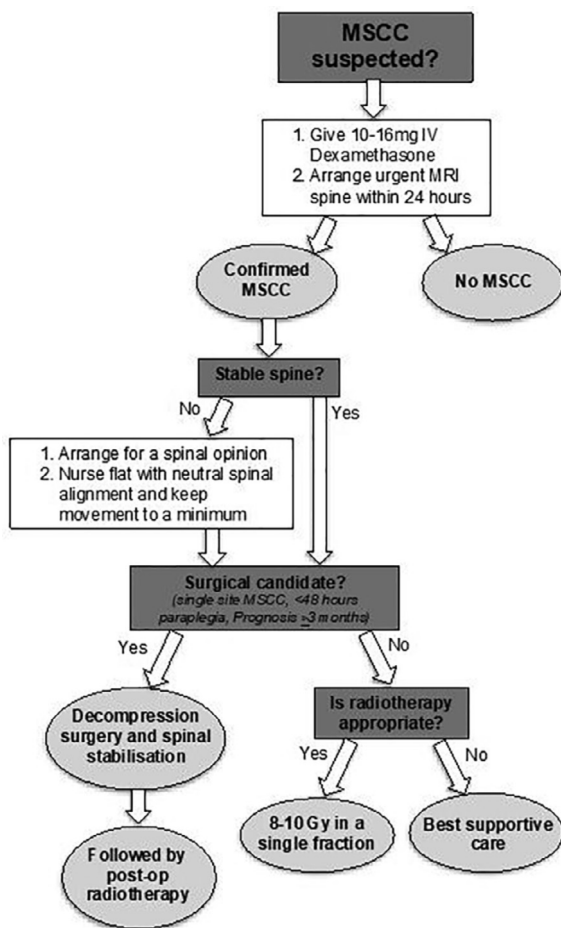 MSCC
suspected?
1. Give 10-16mg IV
Dexamethasone
2. Arrange urgent MRI
spine within 24 hours
Confirmed
MSCC
No MSCC
Stable spine?
No
Yes
1. Arrange for a spinal opinion
2. Nurse flat with neutral spinal
alignment and keep
movement to a minimum
Surgical candidate?
(single site MSCC, <48 hours
paraplegia, Prognosis ≥3 months)
Yes
No
Decompression
surgery and spinal
stabilisation
Is radiotherapy
appropriate?
Yes
No
Followed by
post-op
radiotherapy
8-10 Gy in a
single fraction
Best supportive
care